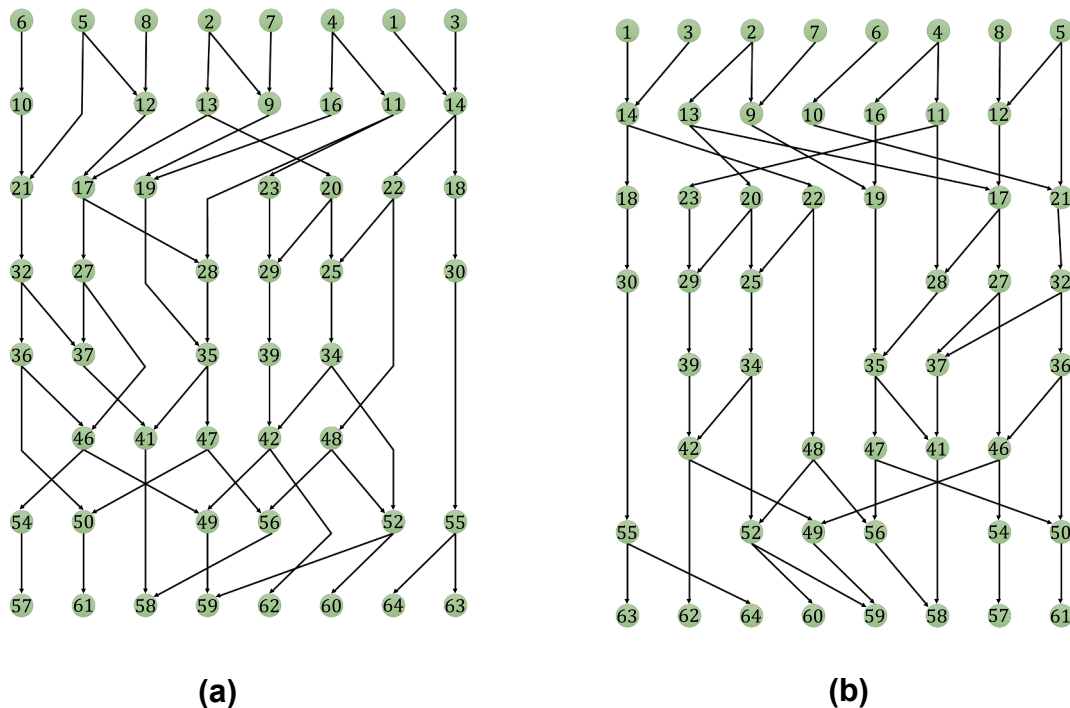 6 5 8 2 7 4 1 3
10 12 13 9 16 11 14
21 17 19 23 20 22 18
32 27 28 29 25 30
36 37 35 39 34
46 41 47 42 48
54 50 49 56 52 55
57 61 58 59 62 60 64 63
(a)
1 3 2 7 6 4 8 5
14 13 9 10 16 11 12
18 23 20 22 19 17 21
30 29 25 28 27 32
39 34 35 37 36
42 48 47 41 46
55 52 49 56 54 50
63 62 64 60 59 58 57 61
(b)